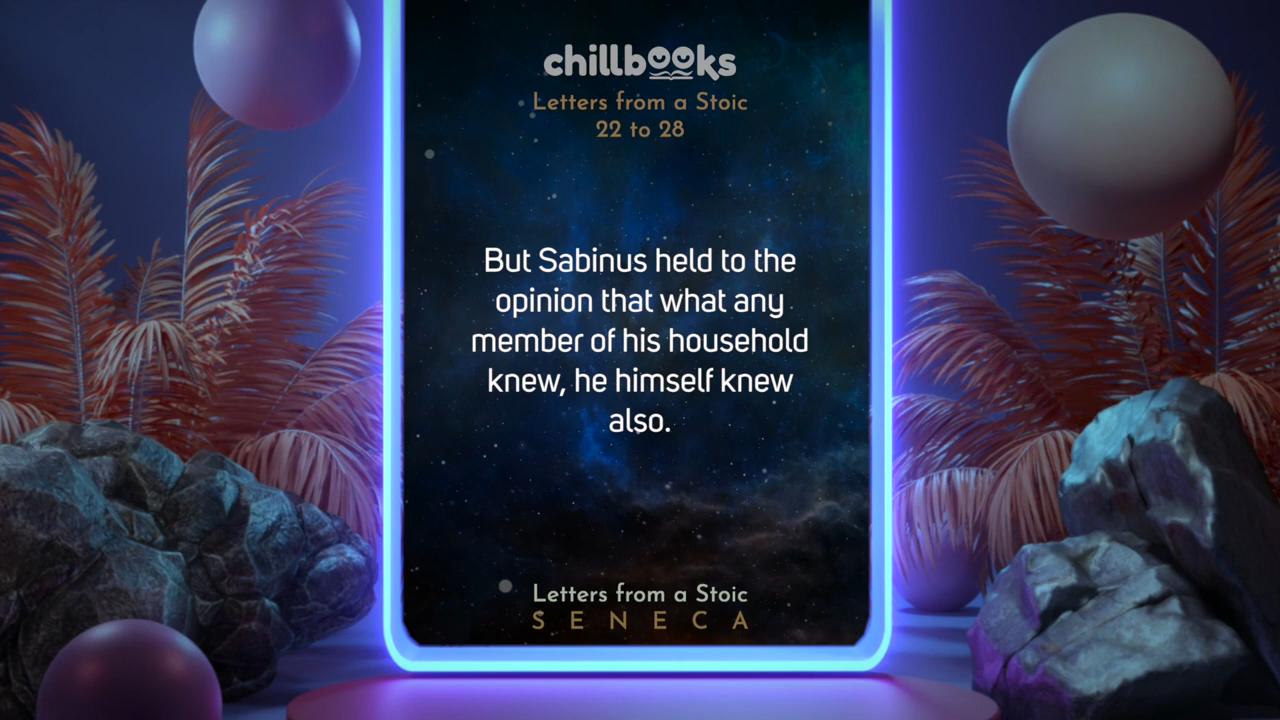 chillbooks
Letters from a Stoic
22 to 28
But Sabinus held to the
opinion that what any
member of his household
knew, he himself knew
also.
Letters from a Stoic
SENECA